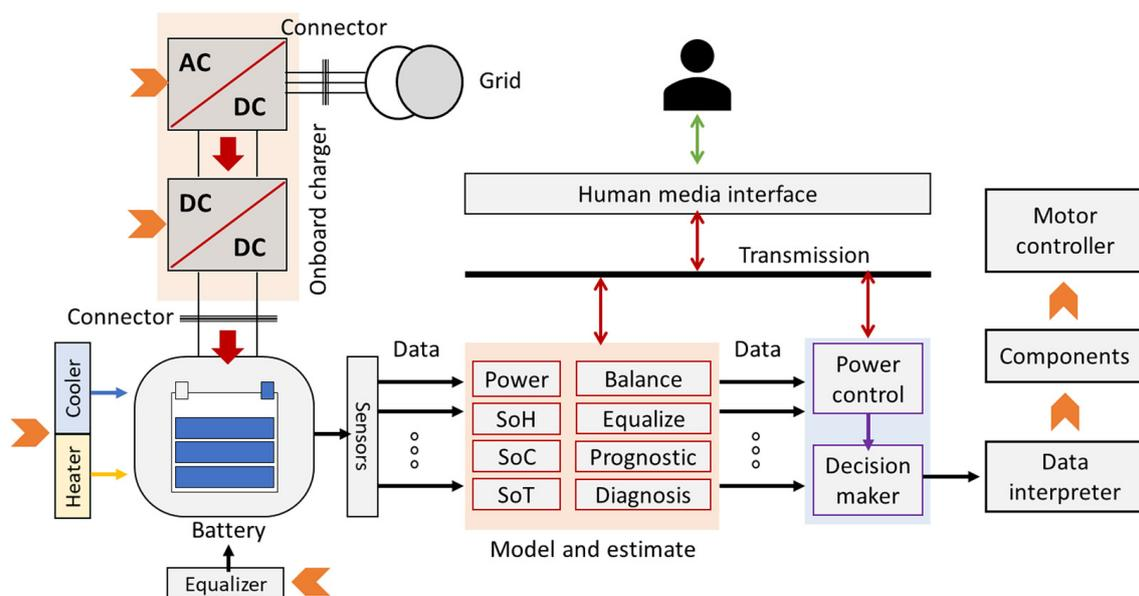 Connector
AC
DC
Grid
Onboard charger
DC
DC
Human media interface
Transmission
Motor
controller
Connector
Cooler
Heater
Data
Data
Sensors
Power
Balance
SoH
Equalize
SoC
Prognostic
SoT
Diagnosis
Power
control
Decision
maker
Components
Data
interpreter
Battery
Model and estimate
Equalizer